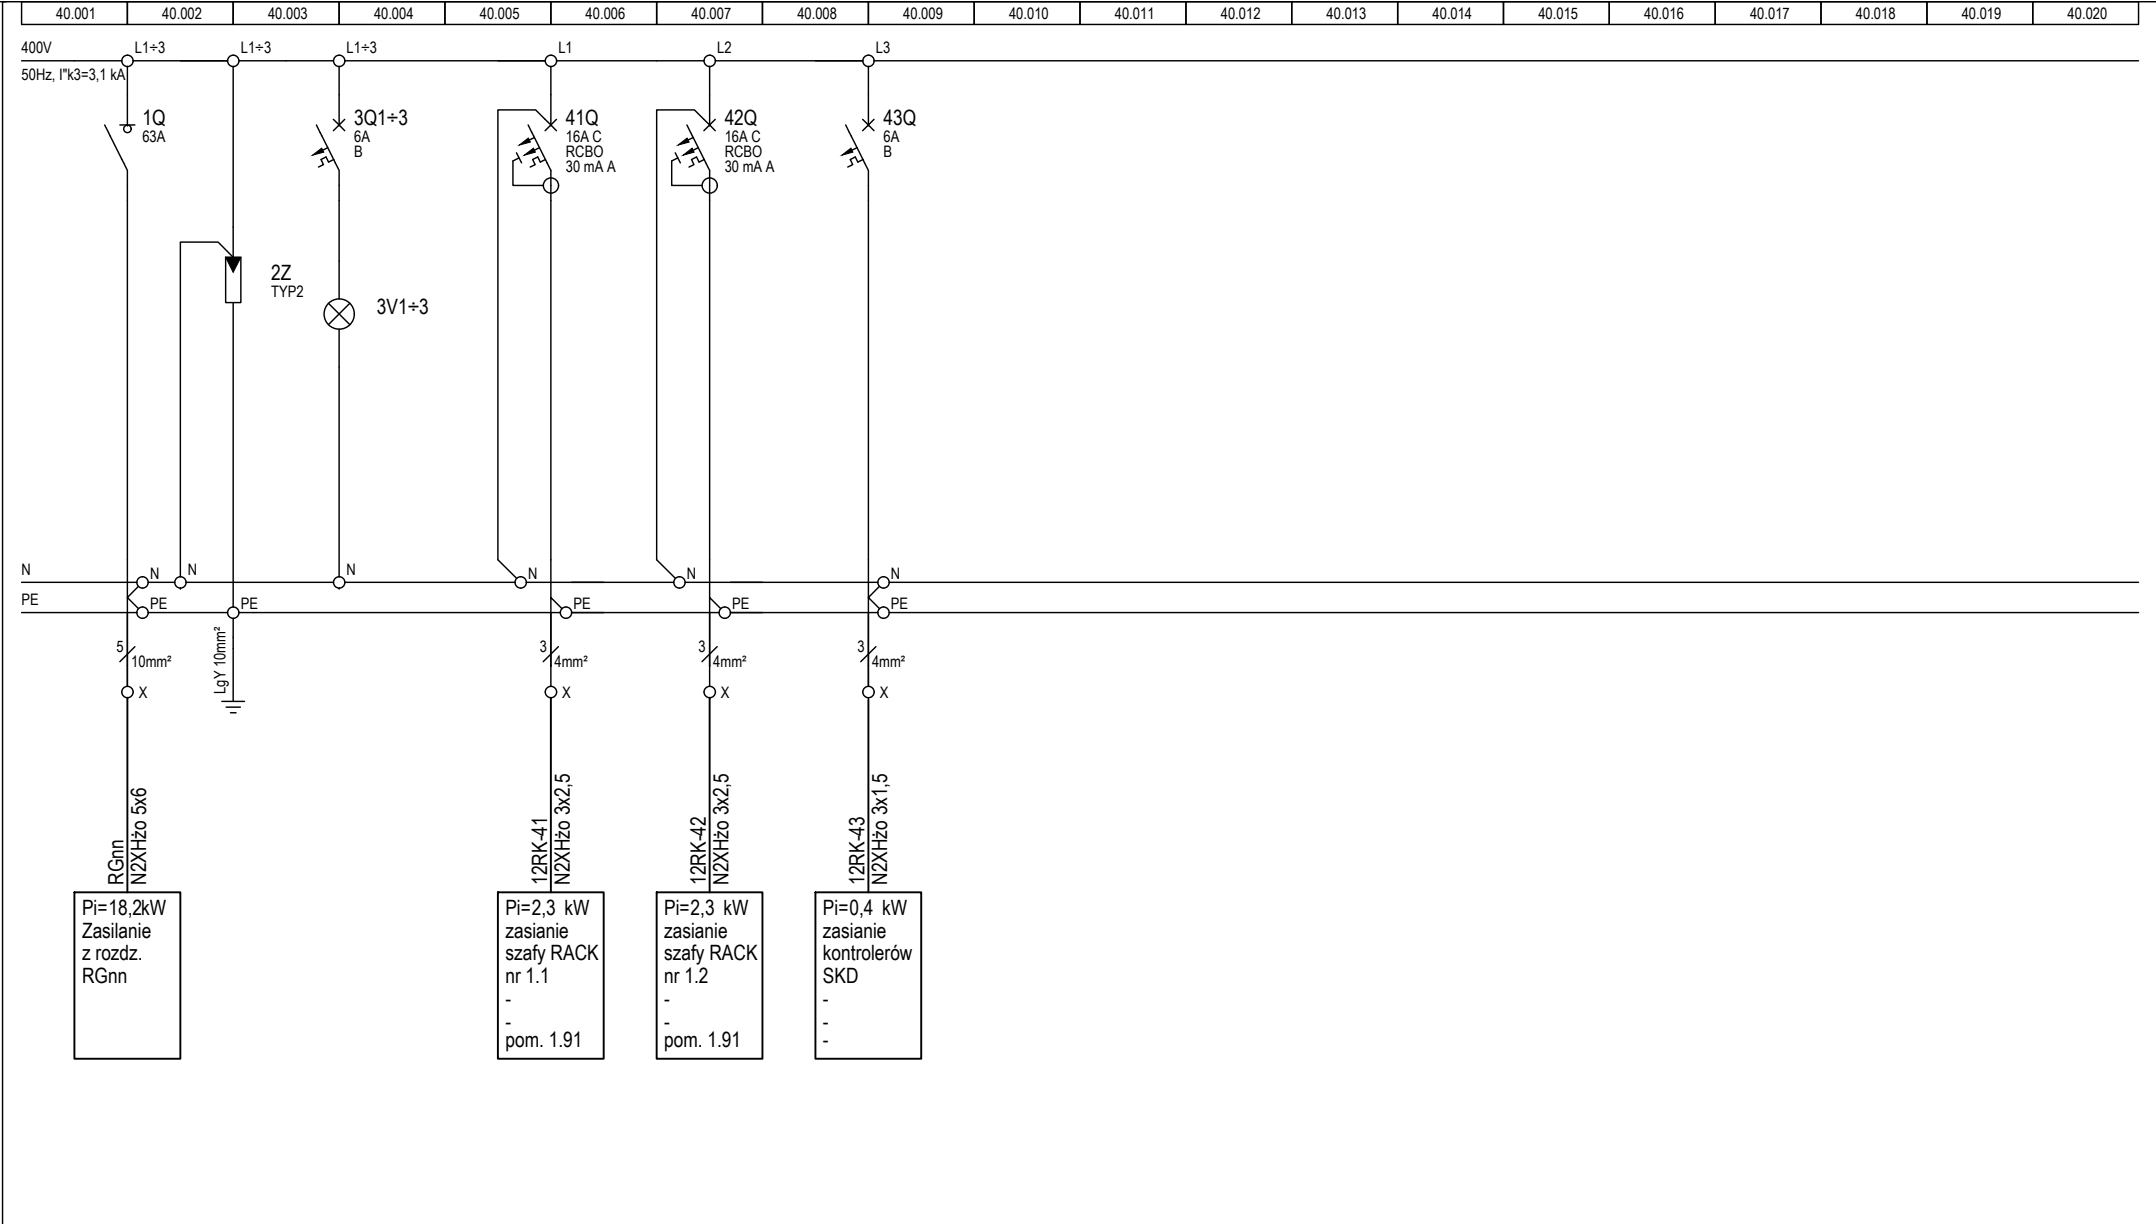 40.001 40.002 40.003 40.004 40.005 40.006 40.007 40.008 40.009 40.010 40.011 40.012 40.013 40.014 40.015 40.016 40.017 40.018 40.019 40.020
400V L1÷3 L1÷3 L1÷3 L1 L2 L3
50Hz, I"k3=3,1 kA
1Q
63A
2Z
TYP2
3Q1÷3
6A
B
3V1÷3
41Q
16A C
RCBO
30 mA A
42Q
16A C
RCBO
30 mA A
43Q
6A
B
N N N N N N N
PE PE PE PE PE PE
5 10mm²
LgY 10mm²
3 4mm²
3 4mm²
3 4mm²
X X X X
RGnn
N2XHżo 5x6
12RK-41
N2XHżo 3x2,5
12RK-42
N2XHżo 3x2,5
12RK-43
N2XHżo 3x1,5
Pi=18,2kW
Zasilanie
z rozdz.
RGnn
Pi=2,3 kW
zasianie
szafy RACK
nr 1.1
-
-
pom. 1.91
Pi=2,3 kW
zasianie
szafy RACK
nr 1.2
-
-
pom. 1.91
Pi=0,4 kW
zasianie
kontrolerów
SKD
-
-
-